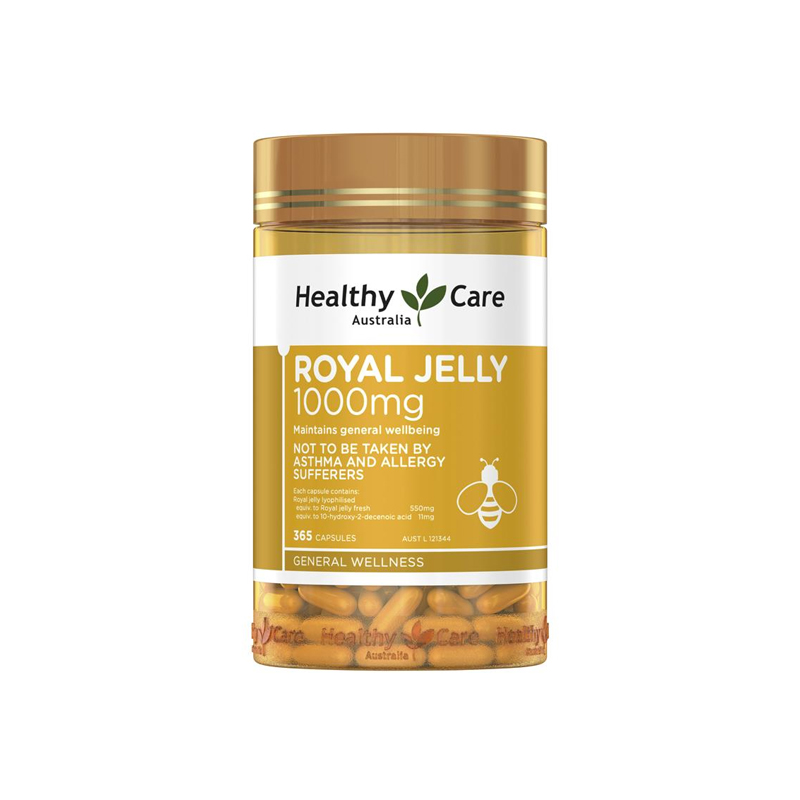 Healthy Care
Australia
ROYAL JELLY
1000mg
Maintains general wellbeing
NOT TO BE TAKEN BY
ASTHMA AND ALLERGY
SUFFERERS
Each capsule contains:
Royal jelly lyophilised
equiv. to Royal jelly fresh 550mg
equiv. to 10-hydroxy-2-decenoic acid 11mg
365 CAPSULES AUST L 121344
GENERAL WELLNESS
Care Healthy Care Healthy
Australia